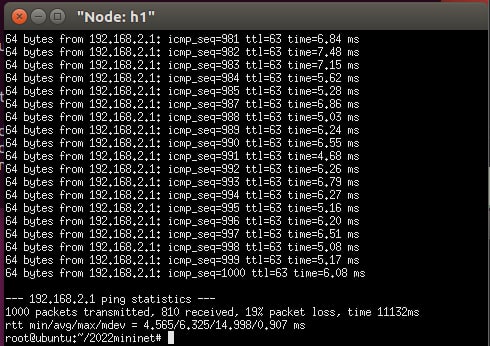 "Node: h1"
64 bytes from 192.168.2.1: icmp_seq=981 ttl=63 time=6.84 ms
64 bytes from 192.168.2.1: icmp_seq=982 ttl=63 time=7.48 ms
64 bytes from 192.168.2.1: icmp_seq=983 ttl=63 time=7.15 ms
64 bytes from 192.168.2.1: icmp_seq=984 ttl=63 time=5.62 ms
64 bytes from 192.168.2.1: icmp_seq=985 ttl=63 time=5.28 ms
64 bytes from 192.168.2.1: icmp_seq=987 ttl=63 time=6.86 ms
64 bytes from 192.168.2.1: icmp_seq=988 ttl=63 time=5.03 ms
64 bytes from 192.168.2.1: icmp_seq=989 ttl=63 time=6.24 ms
64 bytes from 192.168.2.1: icmp_seq=990 ttl=63 time=6.55 ms
64 bytes from 192.168.2.1: icmp_seq=991 ttl=63 time=4.68 ms
64 bytes from 192.168.2.1: icmp_seq=992 ttl=63 time=6.26 ms
64 bytes from 192.168.2.1: icmp_seq=993 ttl=63 time=6.79 ms
64 bytes from 192.168.2.1: icmp_seq=994 ttl=63 time=6.27 ms
64 bytes from 192.168.2.1: icmp_seq=995 ttl=63 time=5.16 ms
64 bytes from 192.168.2.1: icmp_seq=996 ttl=63 time=6.20 ms
64 bytes from 192.168.2.1: icmp_seq=997 ttl=63 time=6.51 ms
64 bytes from 192.168.2.1: icmp_seq=998 ttl=63 time=5.08 ms
64 bytes from 192.168.2.1: icmp_seq=999 ttl=63 time=5.17 ms
64 bytes from 192.168.2.1: icmp_seq=1000 ttl=63 time=6.08 ms
--- 192.168.2.1 ping statistics ---
1000 packets transmitted, 810 received, 19% packet loss, time 11132ms
rtt min/avg/max/mdev = 4.565/6.325/14.998/0.907 ms
root@ubuntu:~/2022mininet#